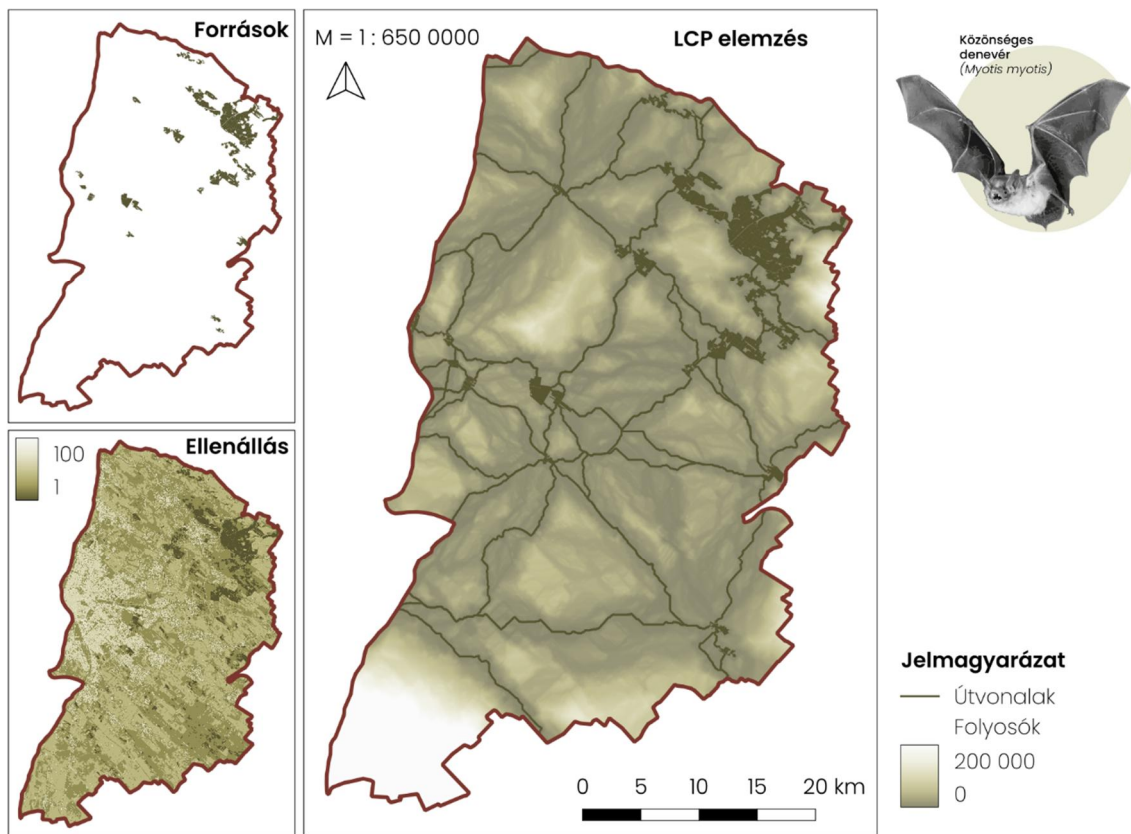 Források
Ellenállás
100
1
M = 1 : 650 0000
LCP elemzés
0 5 10 15 20 km
Közönséges
denevér
(Myotis myotis)
Jelmagyarázat
Útvonalak
Folyosók
200 000
0